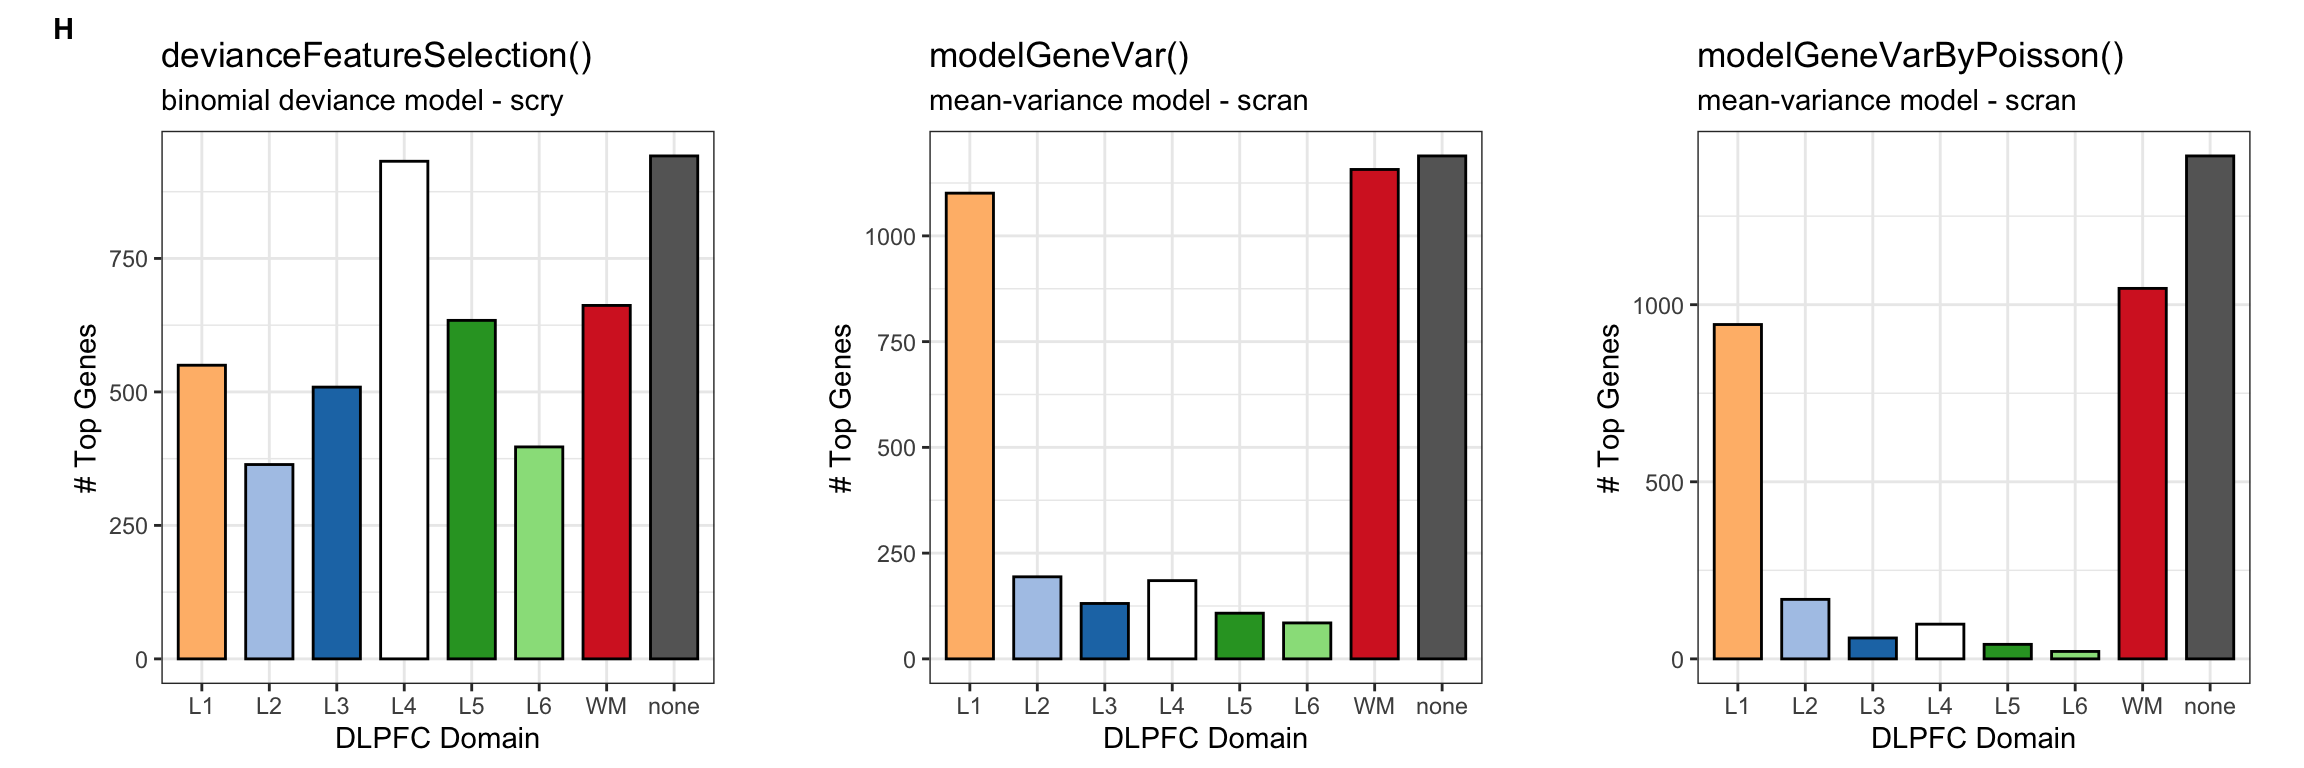 H
devianceFeatureSelection()
binomial deviance model - scry
# Top Genes
750
500
250
0
L1 L2 L3 L4 L5 L6 WM none
DLPFC Domain
modelGeneVar()
mean-variance model - scran
# Top Genes
1000
750
500
250
0
L1 L2 L3 L4 L5 L6 WM none
DLPFC Domain
modelGeneVarByPoisson()
mean-variance model - scran
# Top Genes
1000
500
0
L1 L2 L3 L4 L5 L6 WM none
DLPFC Domain